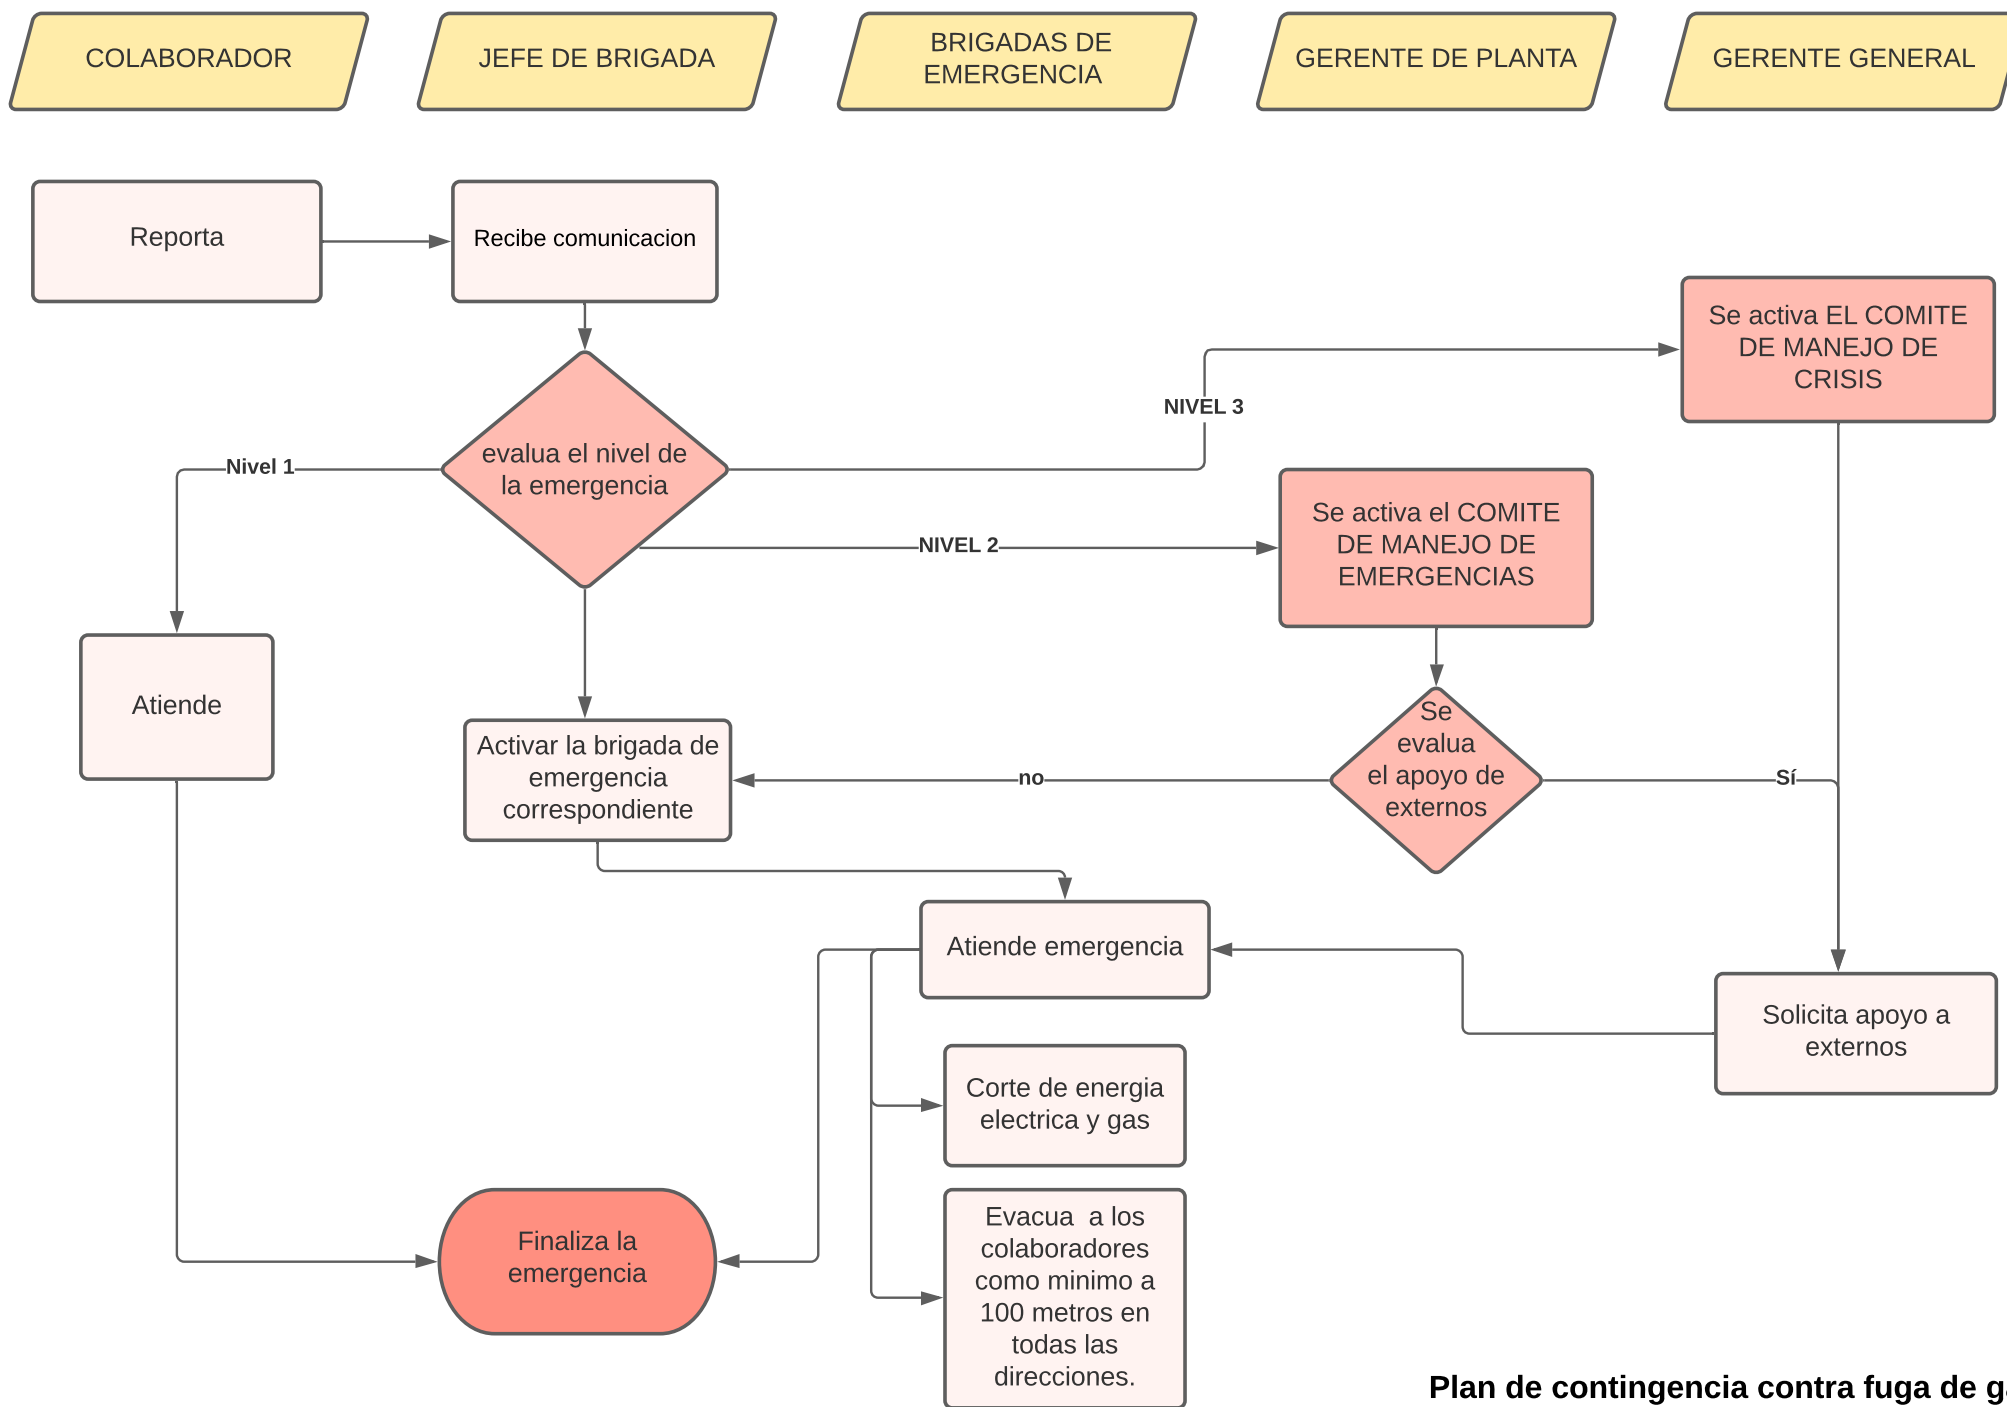 COLABORADOR
JEFE DE BRIGADA
BRIGADAS DE
EMERGENCIA
GERENTE DE PLANTA
GERENTE GENERAL
Reporta
Recibe comunicacion
Se activa EL COMITE
DE MANEJO DE
CRISIS
NIVEL 3
evalua el nivel de
la emergencia
Nivel 1
Se activa el COMITE
DE MANEJO DE
EMERGENCIAS
NIVEL 2
Atiende
Activar la brigada de
emergencia
correspondiente
no
Se
evalua
el apoyo de
externos
Sí
Atiende emergencia
Solicita apoyo a
externos
Corte de energia
electrica y gas
Finaliza la
emergencia
Evacua  a los
colaboradores
como minimo a
100 metros en
todas las
direcciones.
Plan de contingencia contra fuga de